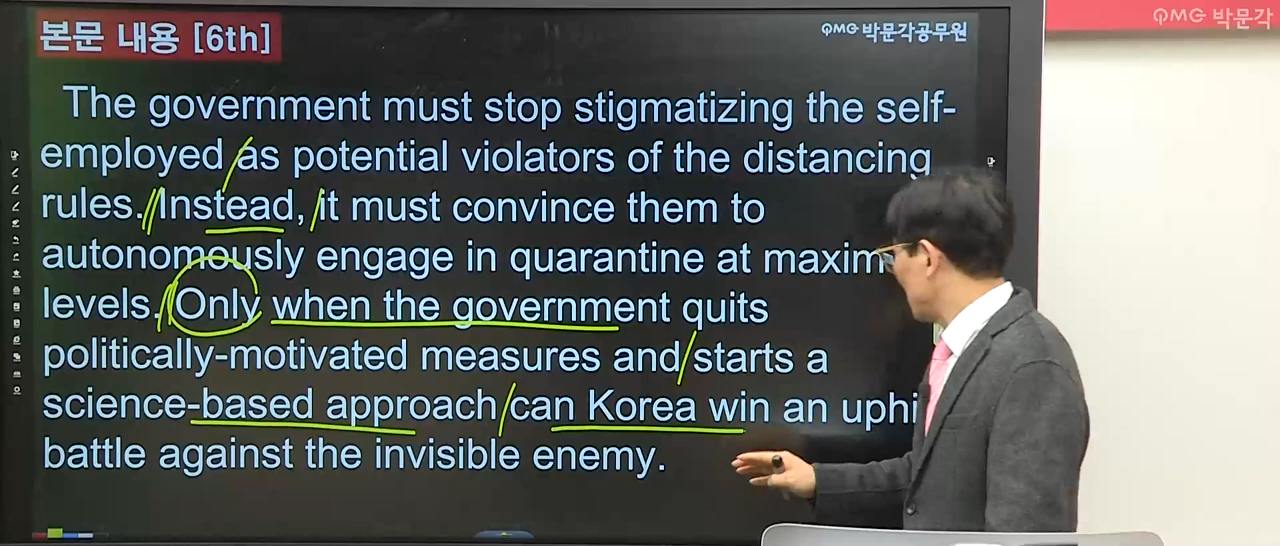 본문 내용 [6th]
QMG 박문각공무원
QMG 박문각
The government must stop stigmatizing the self-
employed as potential violators of the distancing
rules. Instead, it must convince them to
autonomously engage in quarantine at maxim
levels. Only when the government quits
politically-motivated measures and starts a
science-based approach can Korea win an uphi
battle against the invisible enemy.